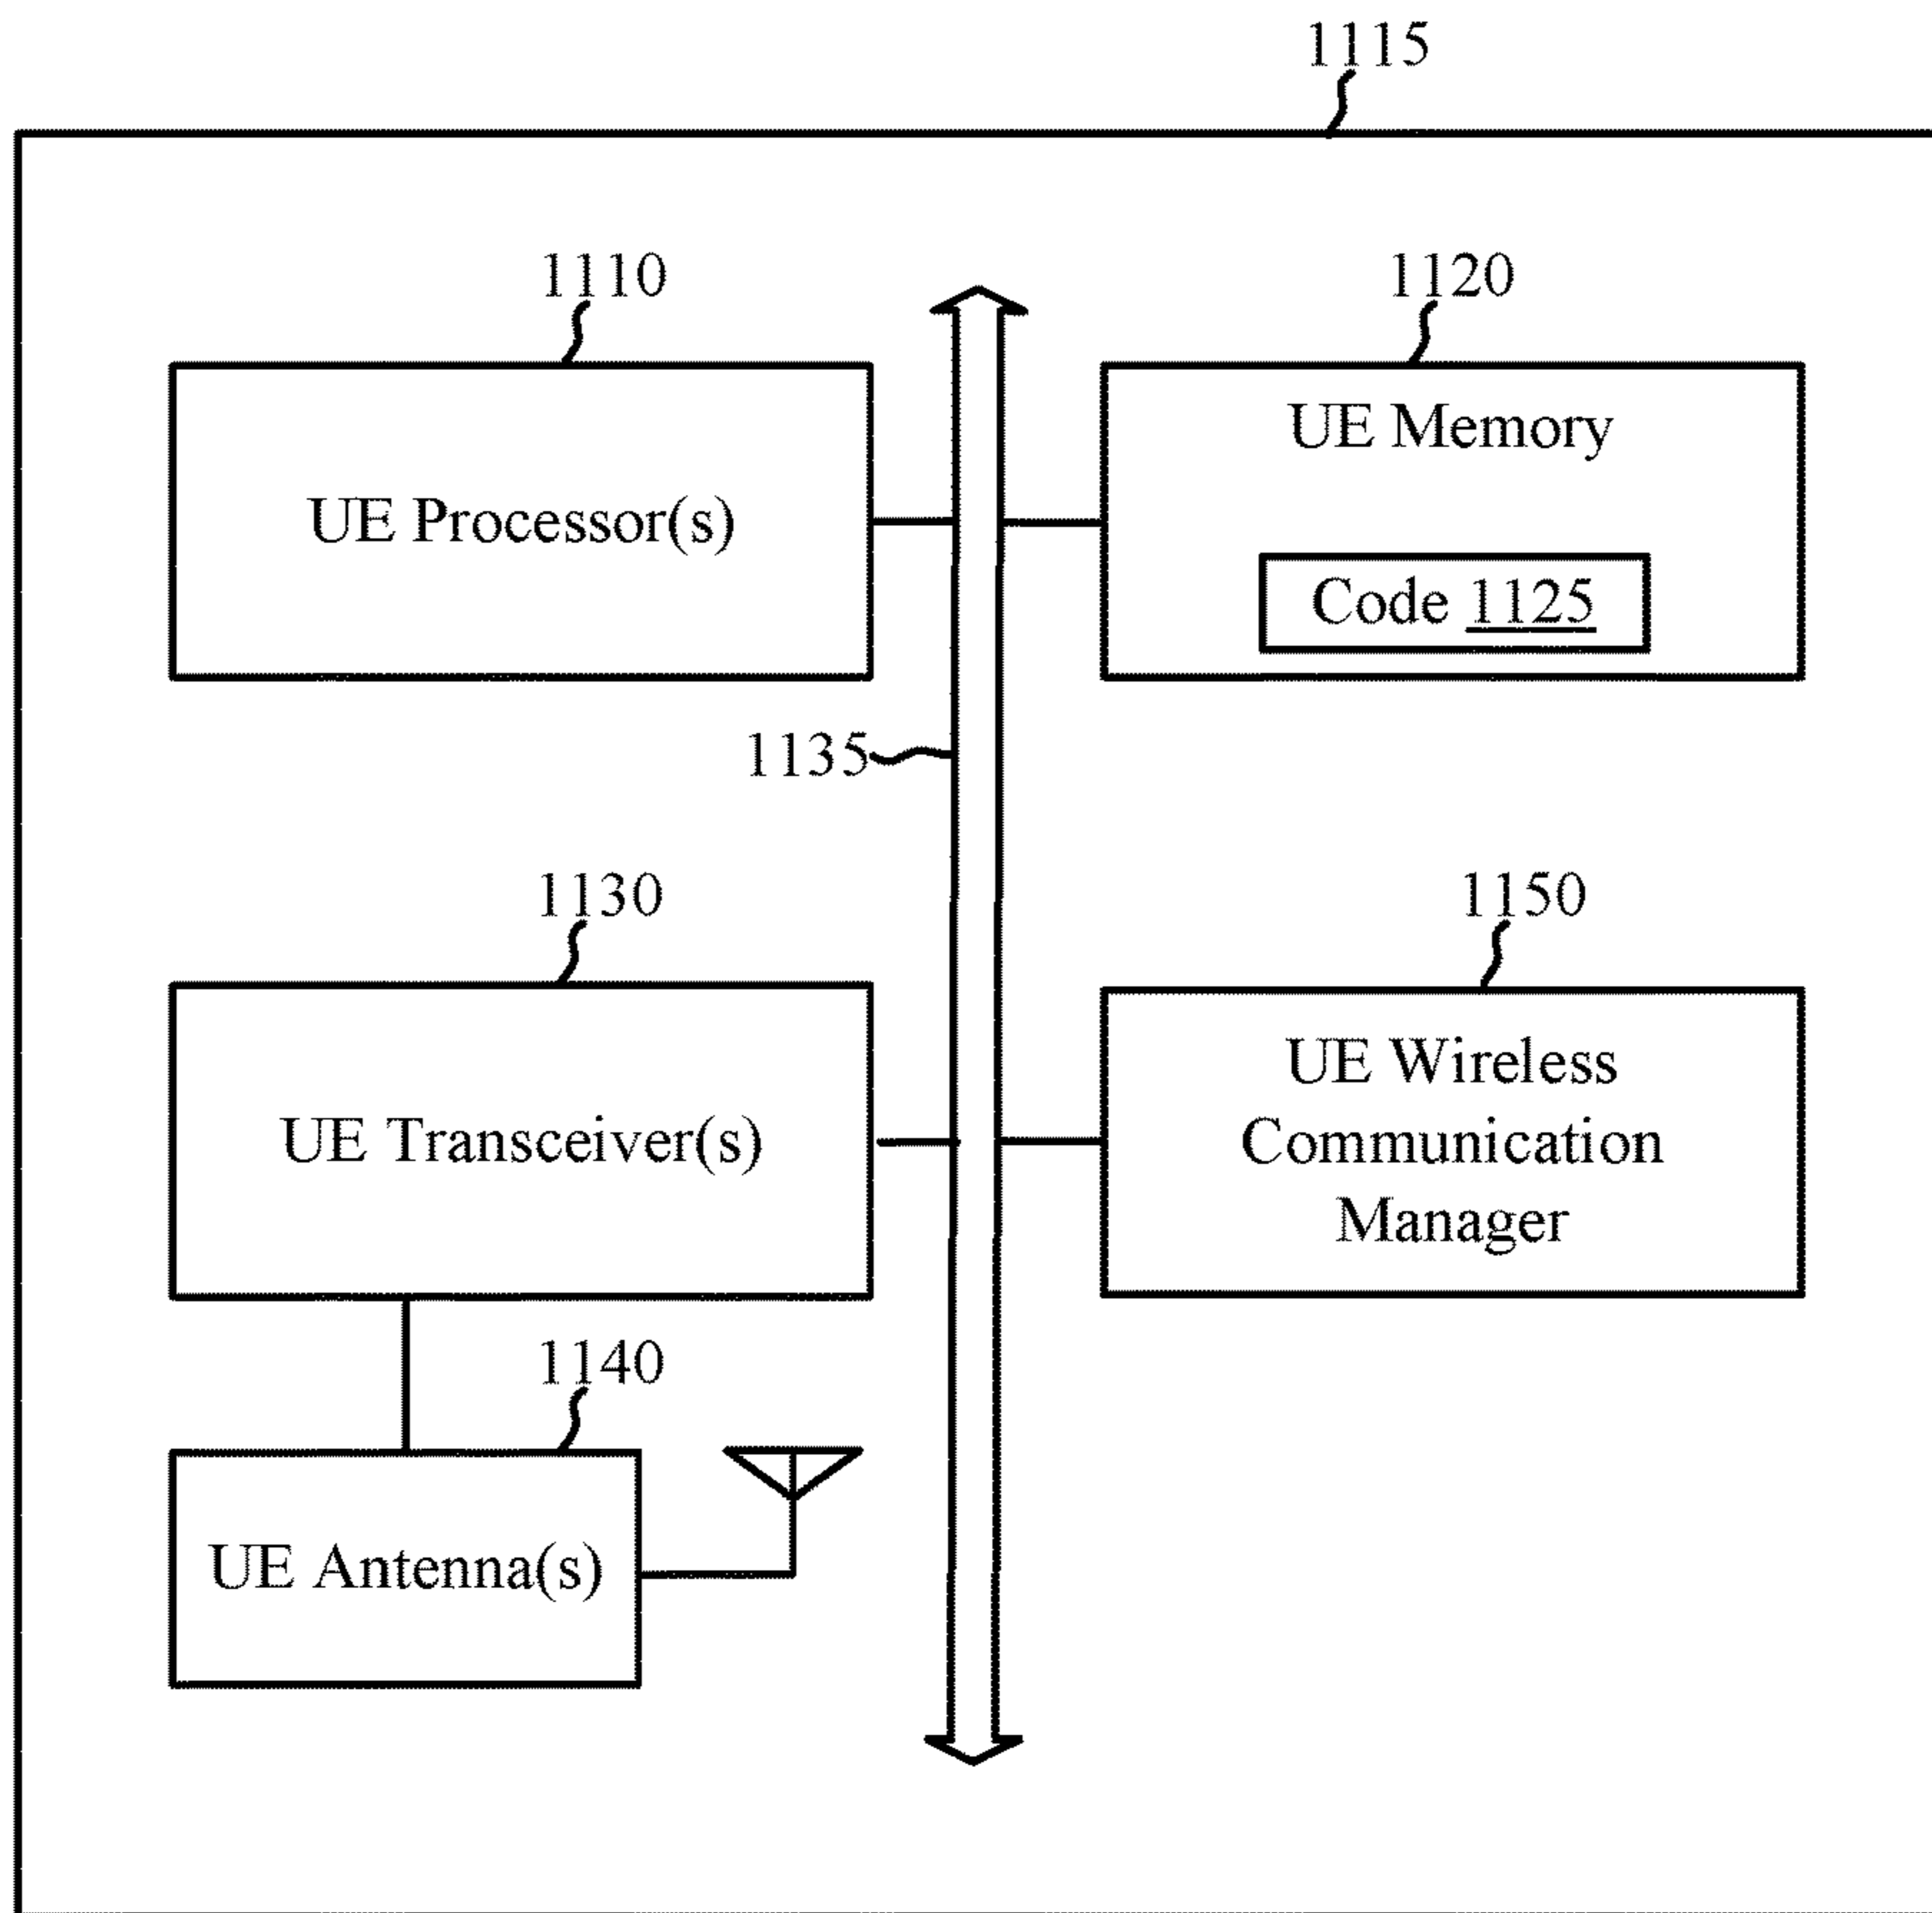 1115
1110
1120
UE Processor(s)
UE Memory
Code 1125
1135
1130
1150
UE Transceiver(s)
UE Wireless
Communication
Manager
1140
UE Antenna(s)